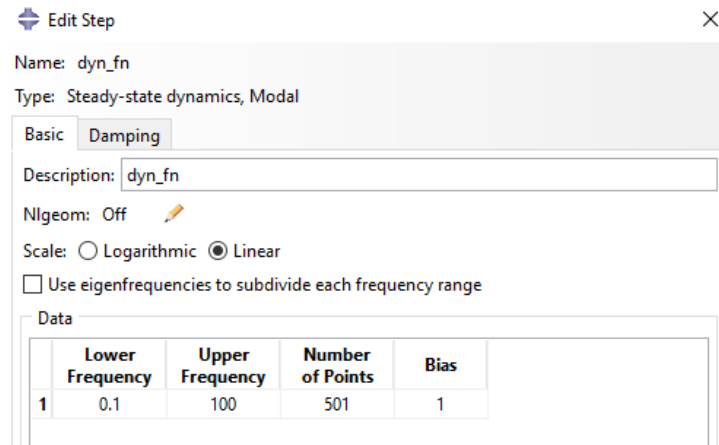 Edit Step
Name: dyn_fn
Type: Steady-state dynamics, Modal
Basic Damping
Description: dyn_fn
Nlgeom: Off
Scale: Logarithmic Linear
Use eigenfrequencies to subdivide each frequency range
Data
Lower Frequency Upper Frequency Number of Points Bias
1 0.1 100 501 1